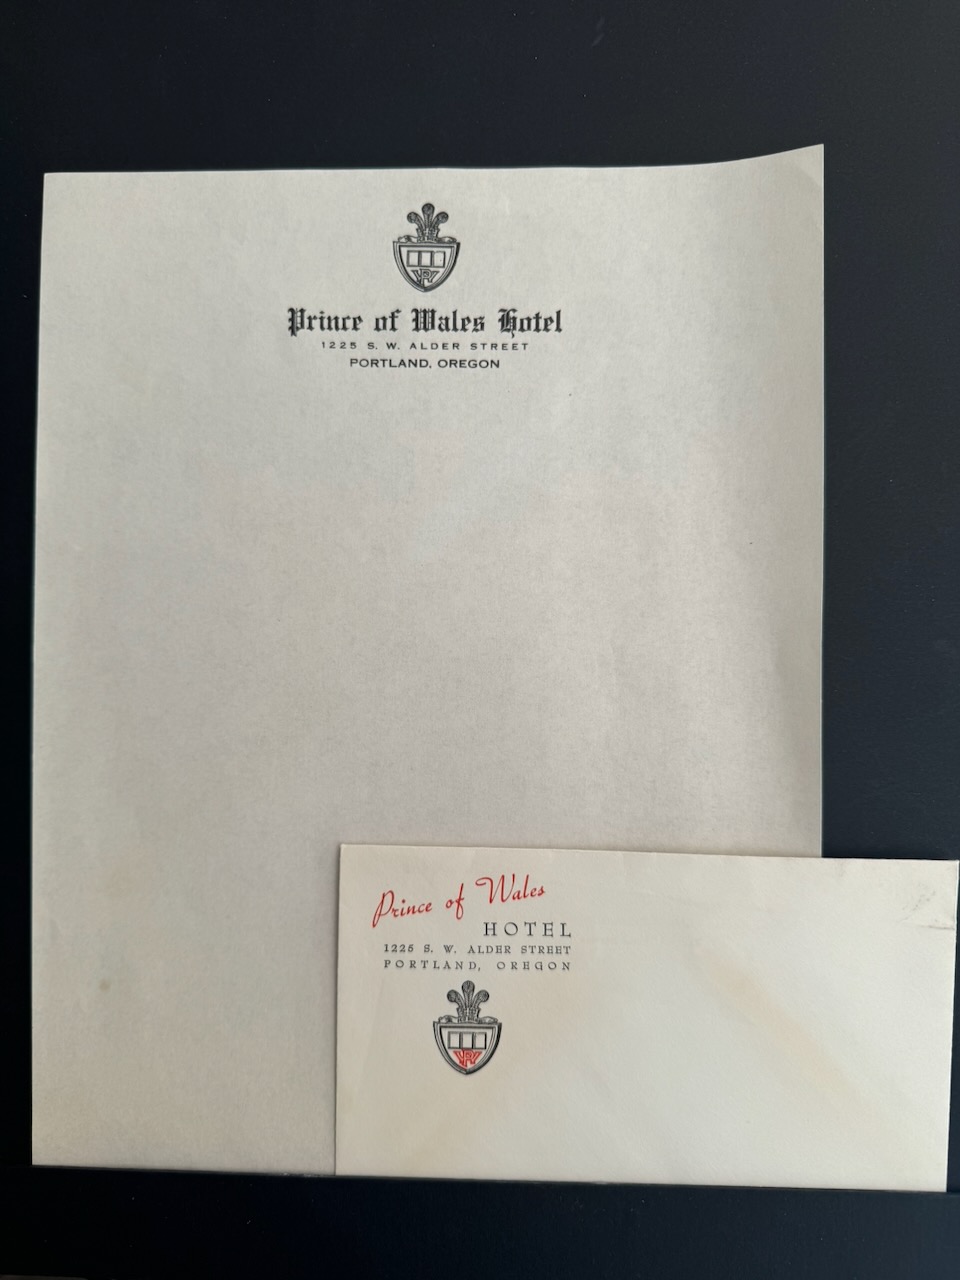 Prince of Wales Hotel
1225 S. W. ALDER STREET
PORTLAND, OREGON
Prince of Wales
HOTEL
1225 S. W. ALDER STREET
PORTLAND, OREGON